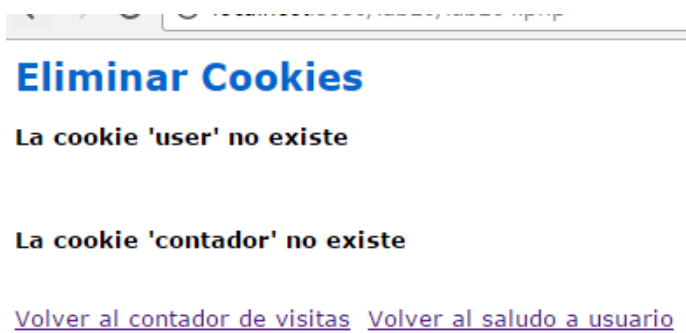 Eliminar Cookies
La cookie 'user' no existe
La cookie 'contador' no existe
Volver al contador de visitas Volver al saludo a usuario